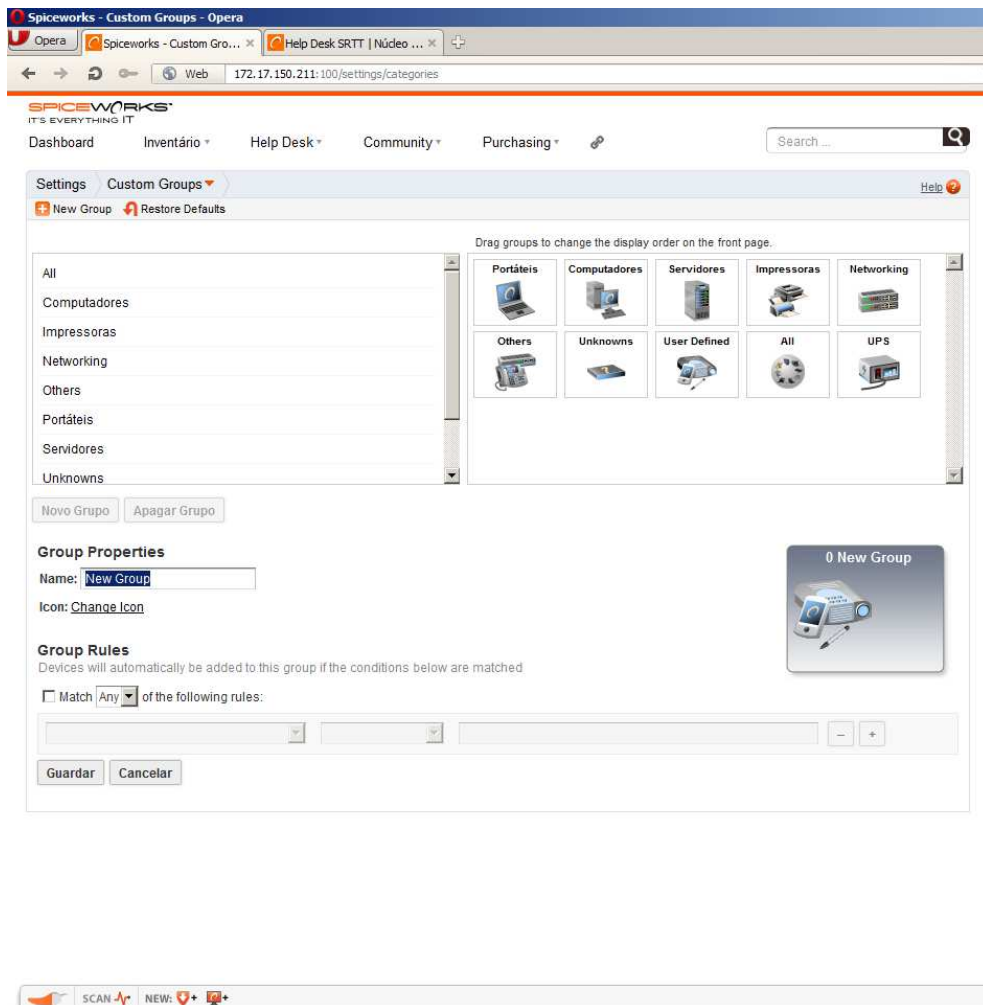 Spiceworks - Custom Groups - Opera
Opera
Spiceworks - Custom Gro...
Help Desk SRTT | Núcleo ...
Web
172.17.150.211:100/settings/categories
SPICEWORKS
IT'S EVERYTHING IT
Dashboard Inventário Help Desk Community Purchasing
Search ...
Settings Custom Groups
Help
New Group Restore Defaults
Drag groups to change the display order on the front page.
All
Computadores
Impressoras
Networking
Others
Portáteis
Servidores
Unknowns
Portáteis Computadores Servidores Impressoras Networking
Others Unknowns User Defined All UPS
Novo Grupo Apagar Grupo
Group Properties
Name: New Group
Icon: Change Icon
0 New Group
Group Rules
Devices will automatically be added to this group if the conditions below are matched
Match Any of the following rules:
– +
Guardar Cancelar
SCAN NEW: + +